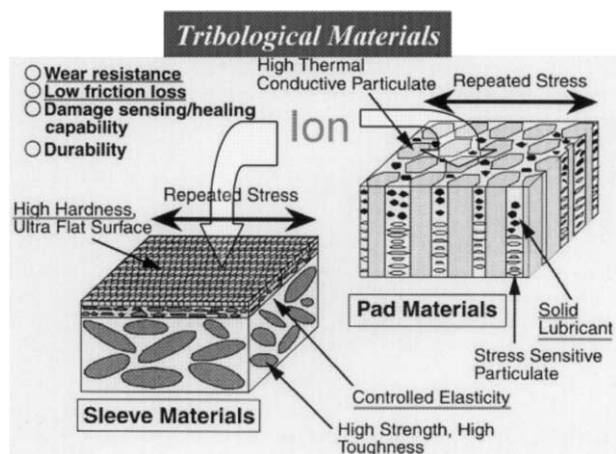 Tribological Materials
○ Wear resistance
○ Low friction loss
○ Damage sensing/healing
capability
○ Durability
High Thermal
Conductive Particulate
Repeated Stress
Ion
Repeated Stress
High Hardness,
Ultra Flat Surface
Pad Materials
Solid
Lubricant
Stress Sensitive
Particulate
Controlled Elasticity
Sleeve Materials
High Strength, High
Toughness